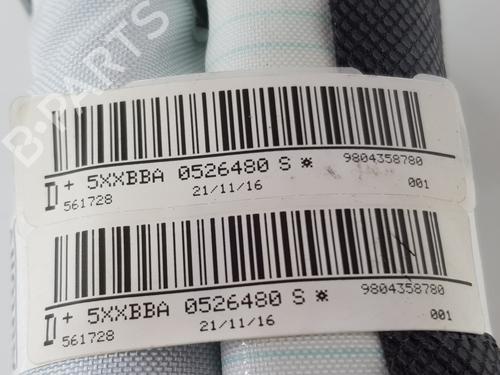 B-PARTS
D + 5XXBBA 0526480 S * 9804358780
561728 21/11/16 001
D + 5XXBBA 0526480 S * 9804358780
561728 21/11/16 001